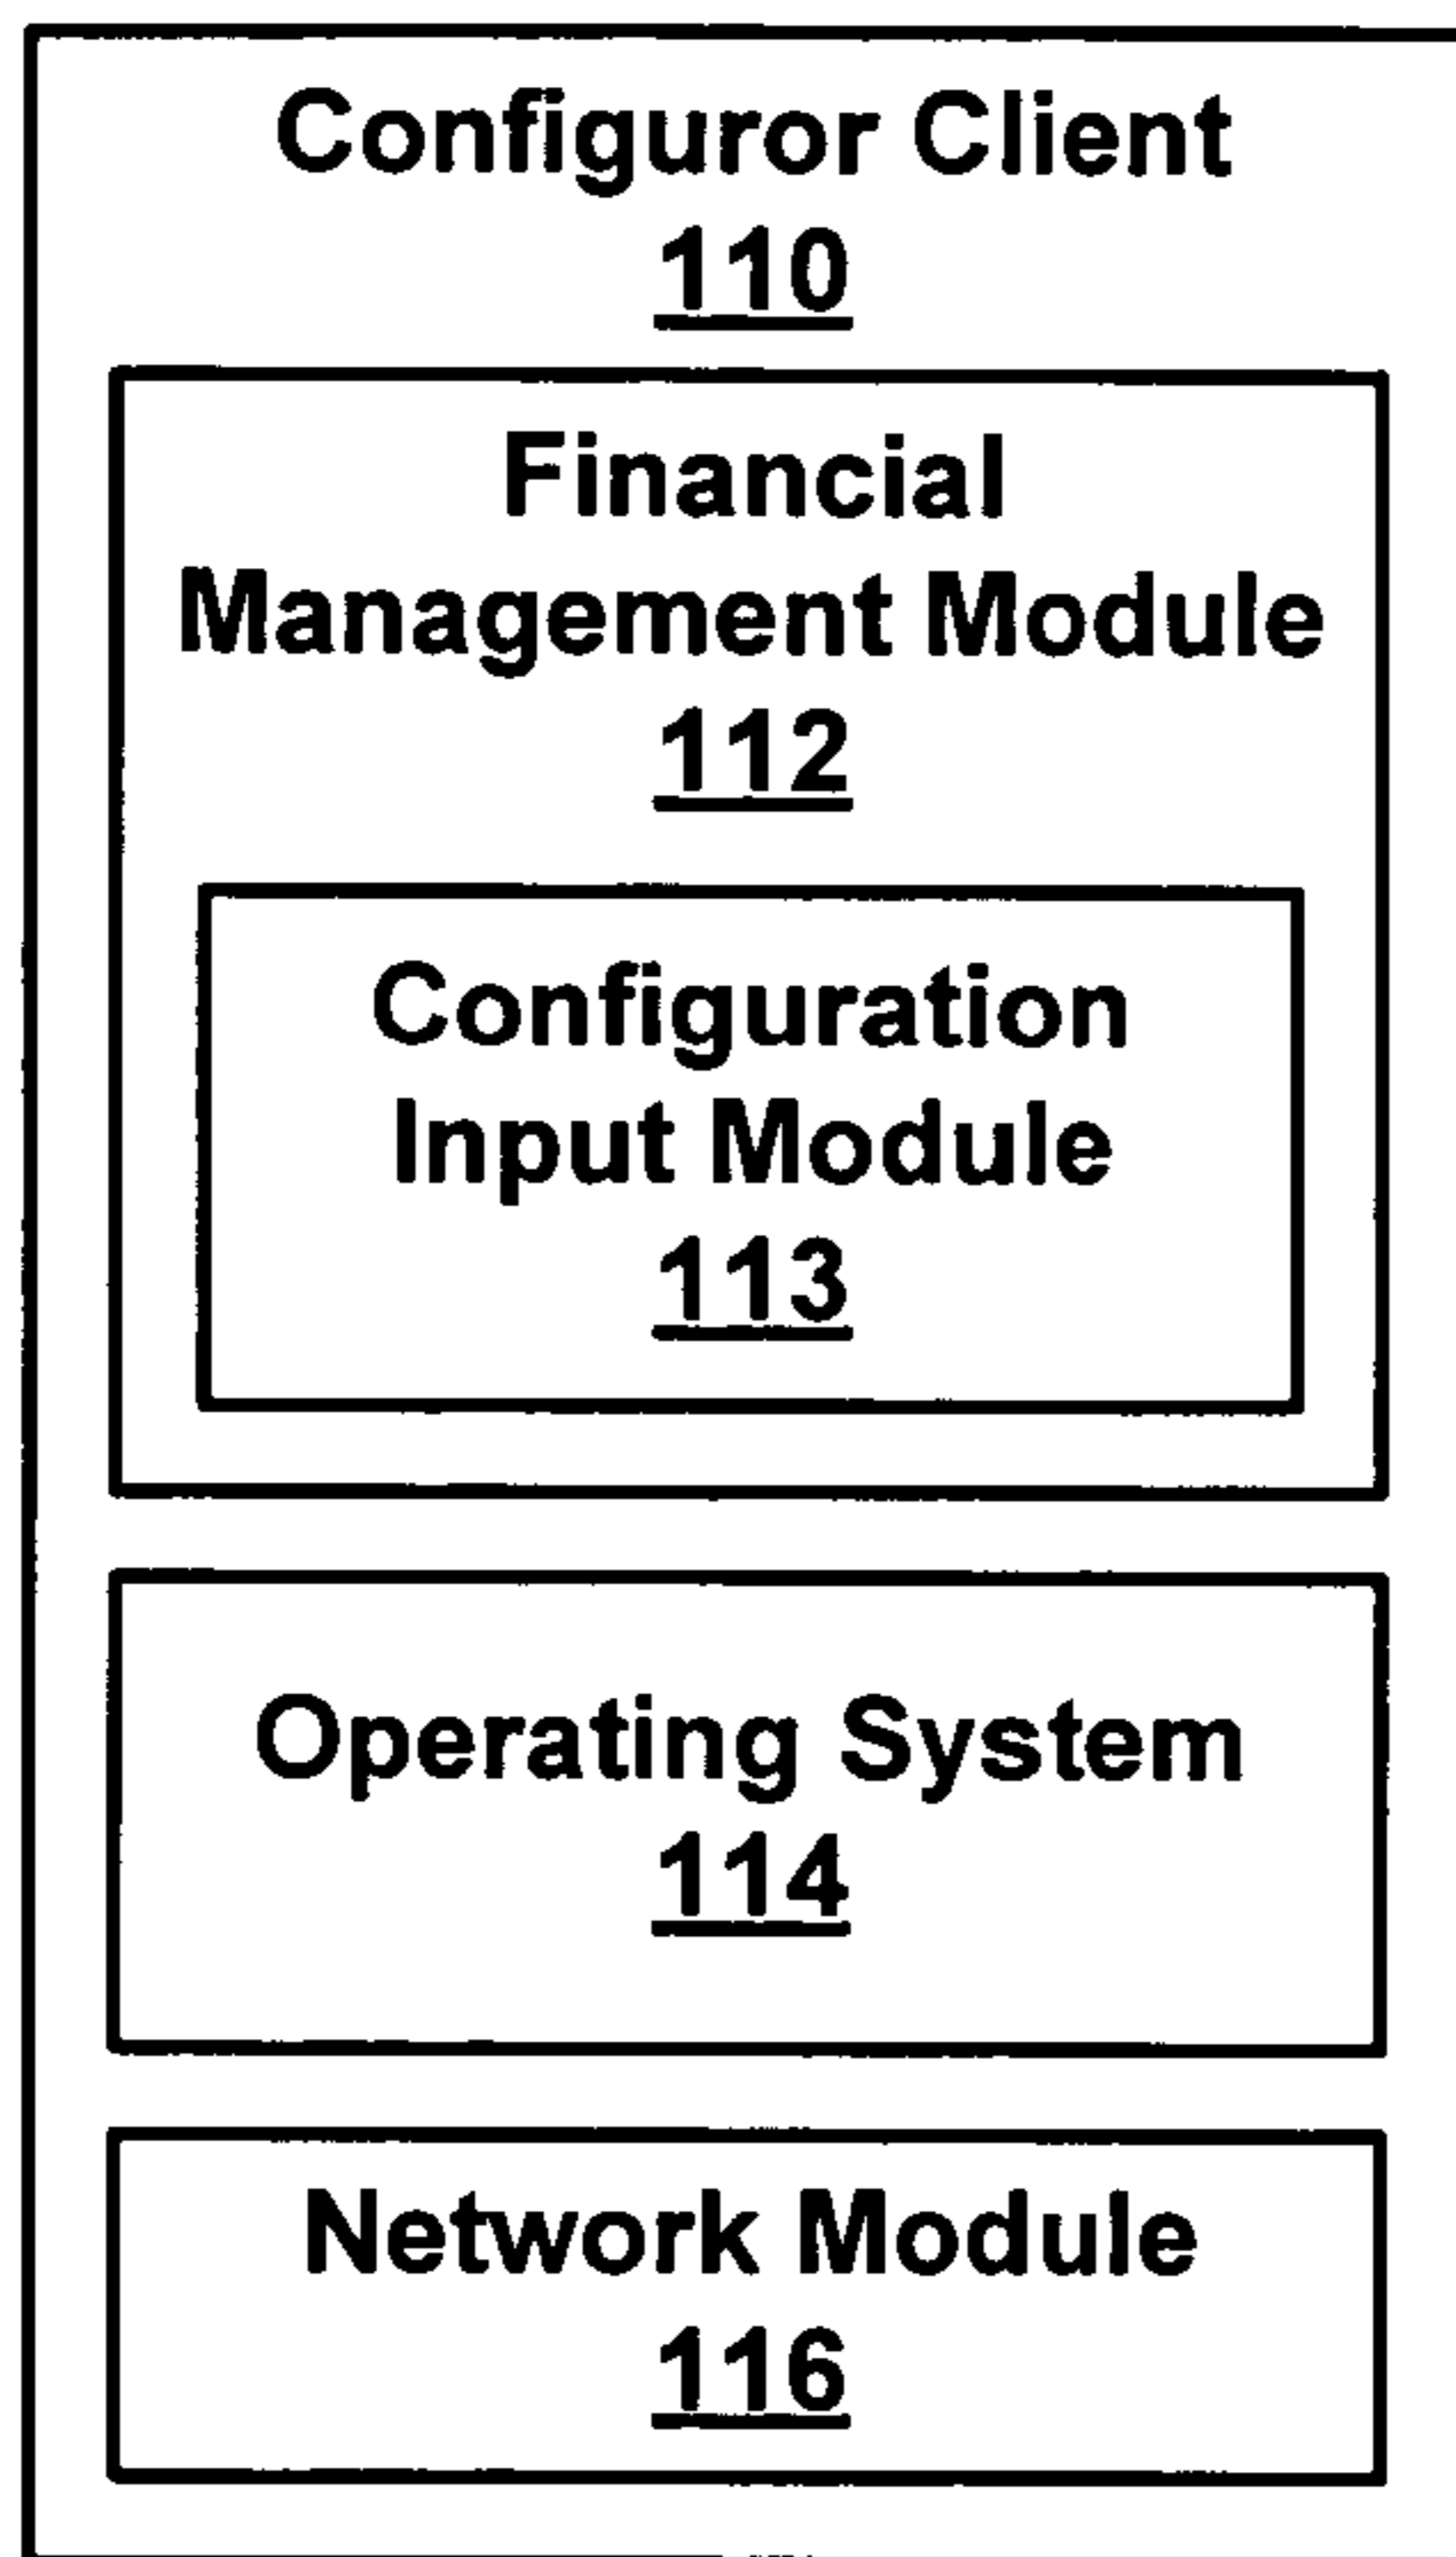 Configuror Client
110
Financial
Management Module
112
Configuration
Input Module
113
Operating System
114
Network Module
116